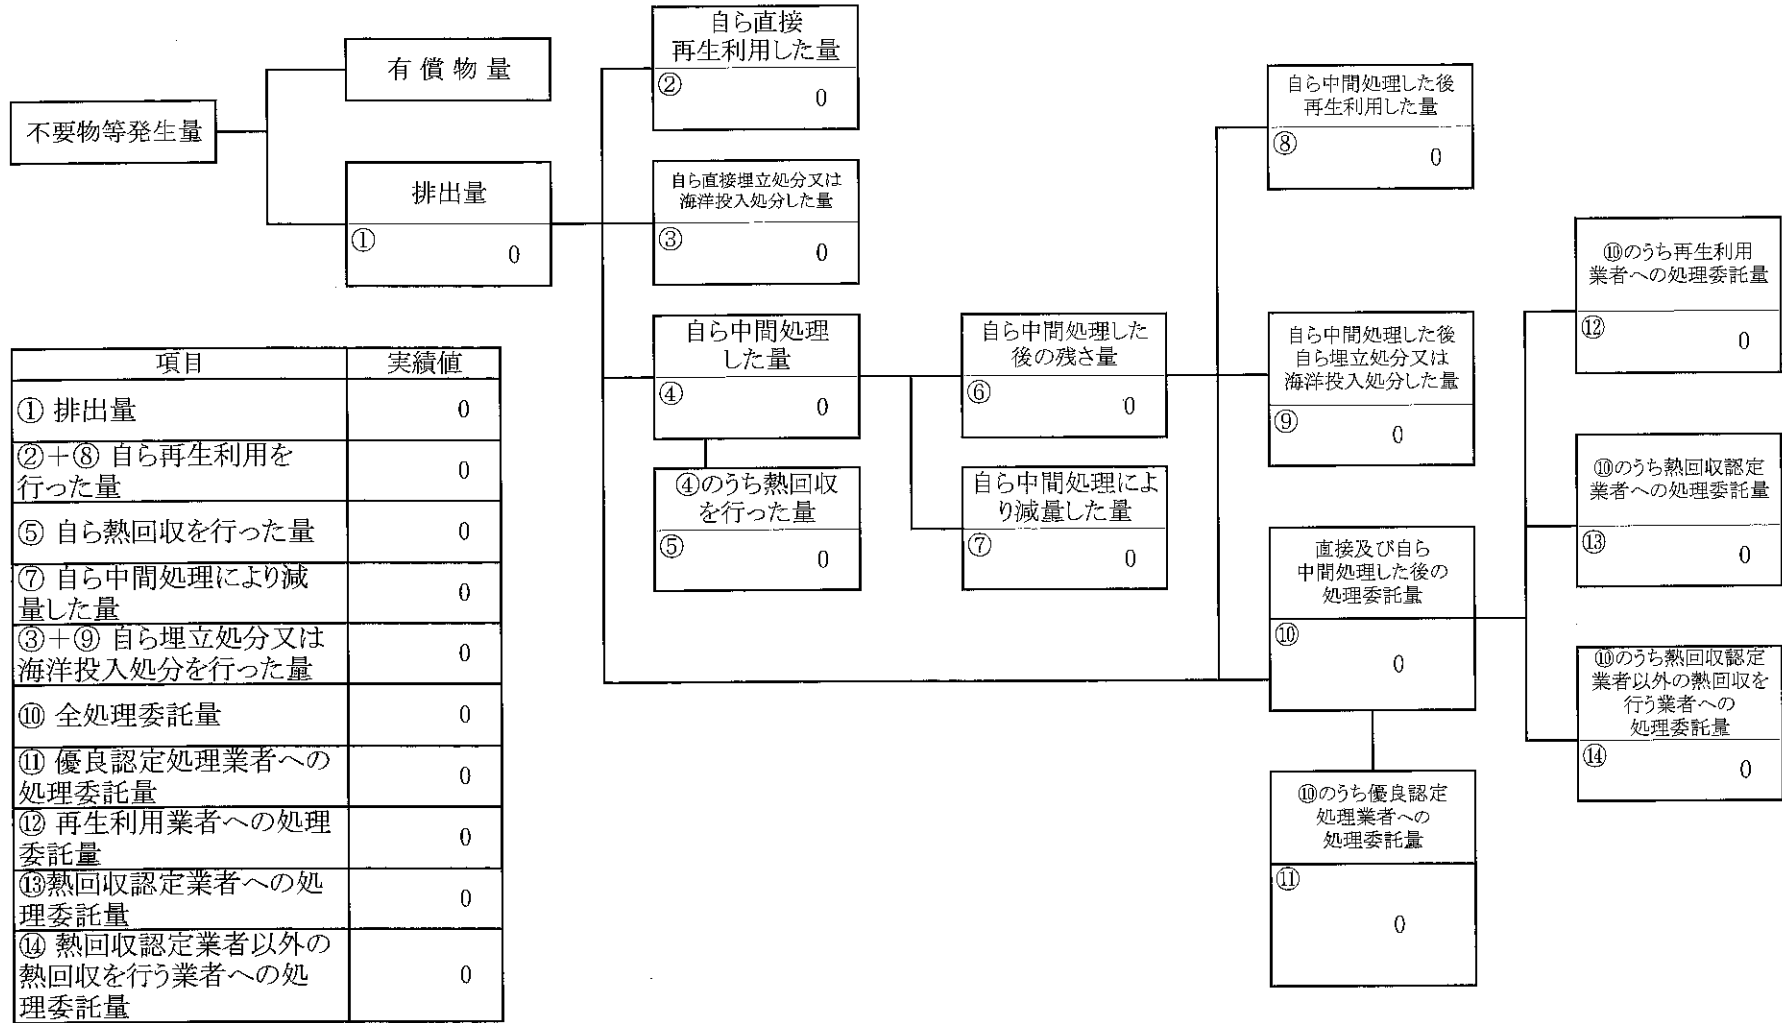 不要物等発生量
有償物量
排出量
①
0
自ら直接
再生利用した量
②
0
自ら直接埋立処分又は
海洋投入処分した量
③
0
自ら中間処理
した量
④
0
④のうち熱回収
を行った量
⑤
0
自ら中間処理した
後の残さ量
⑥
0
自ら中間処理によ
り減量した量
⑦
0
自ら中間処理した後
再生利用した量
⑧
0
自ら中間処理した後
自ら埋立処分又は
海洋投入処分した量
⑨
0
直接及び自ら
中間処理した後の
処理委託量
⑩
0
⑩のうち優良認定
処理業者への
処理委託量
⑪
0
⑩のうち再生利用
業者への処理委託量
⑫
0
⑩のうち熱回収認定
業者への処理委託量
⑬
0
⑩のうち熱回収認定
業者以外の熱回収を
行う業者への
処理委託量
⑭
0
項目 実績値
① 排出量 0
②＋⑧ 自ら再生利用を
行った量 0
⑤ 自ら熱回収を行った量 0
⑦ 自ら中間処理により減
量した量 0
③＋⑨ 自ら埋立処分又は
海洋投入処分を行った量 0
⑩ 全処理委託量 0
⑪ 優良認定処理業者への
処理委託量 0
⑫ 再生利用業者への処理
委託量 0
⑬熱回収認定業者への処
理委託量 0
⑭ 熱回収認定業者以外の
熱回収を行う業者への処
理委託量 0